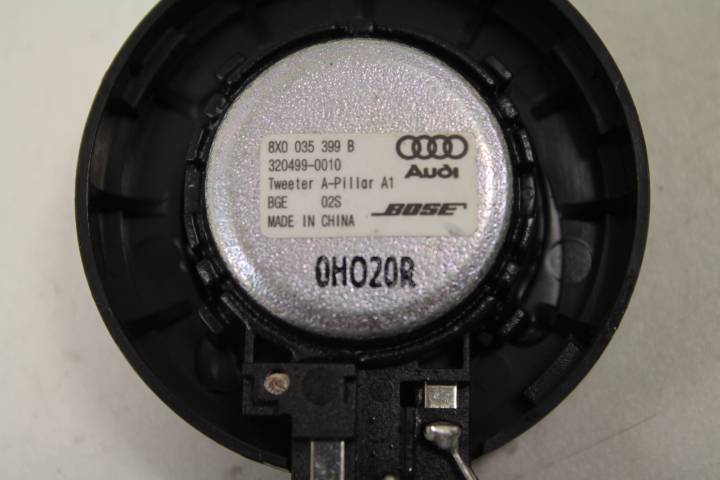 8X0 035 399 B
320499-0010
Tweeter A-Pillar A1
BGE 02S
MADE IN CHINA
Audi
BOSE
0H020R